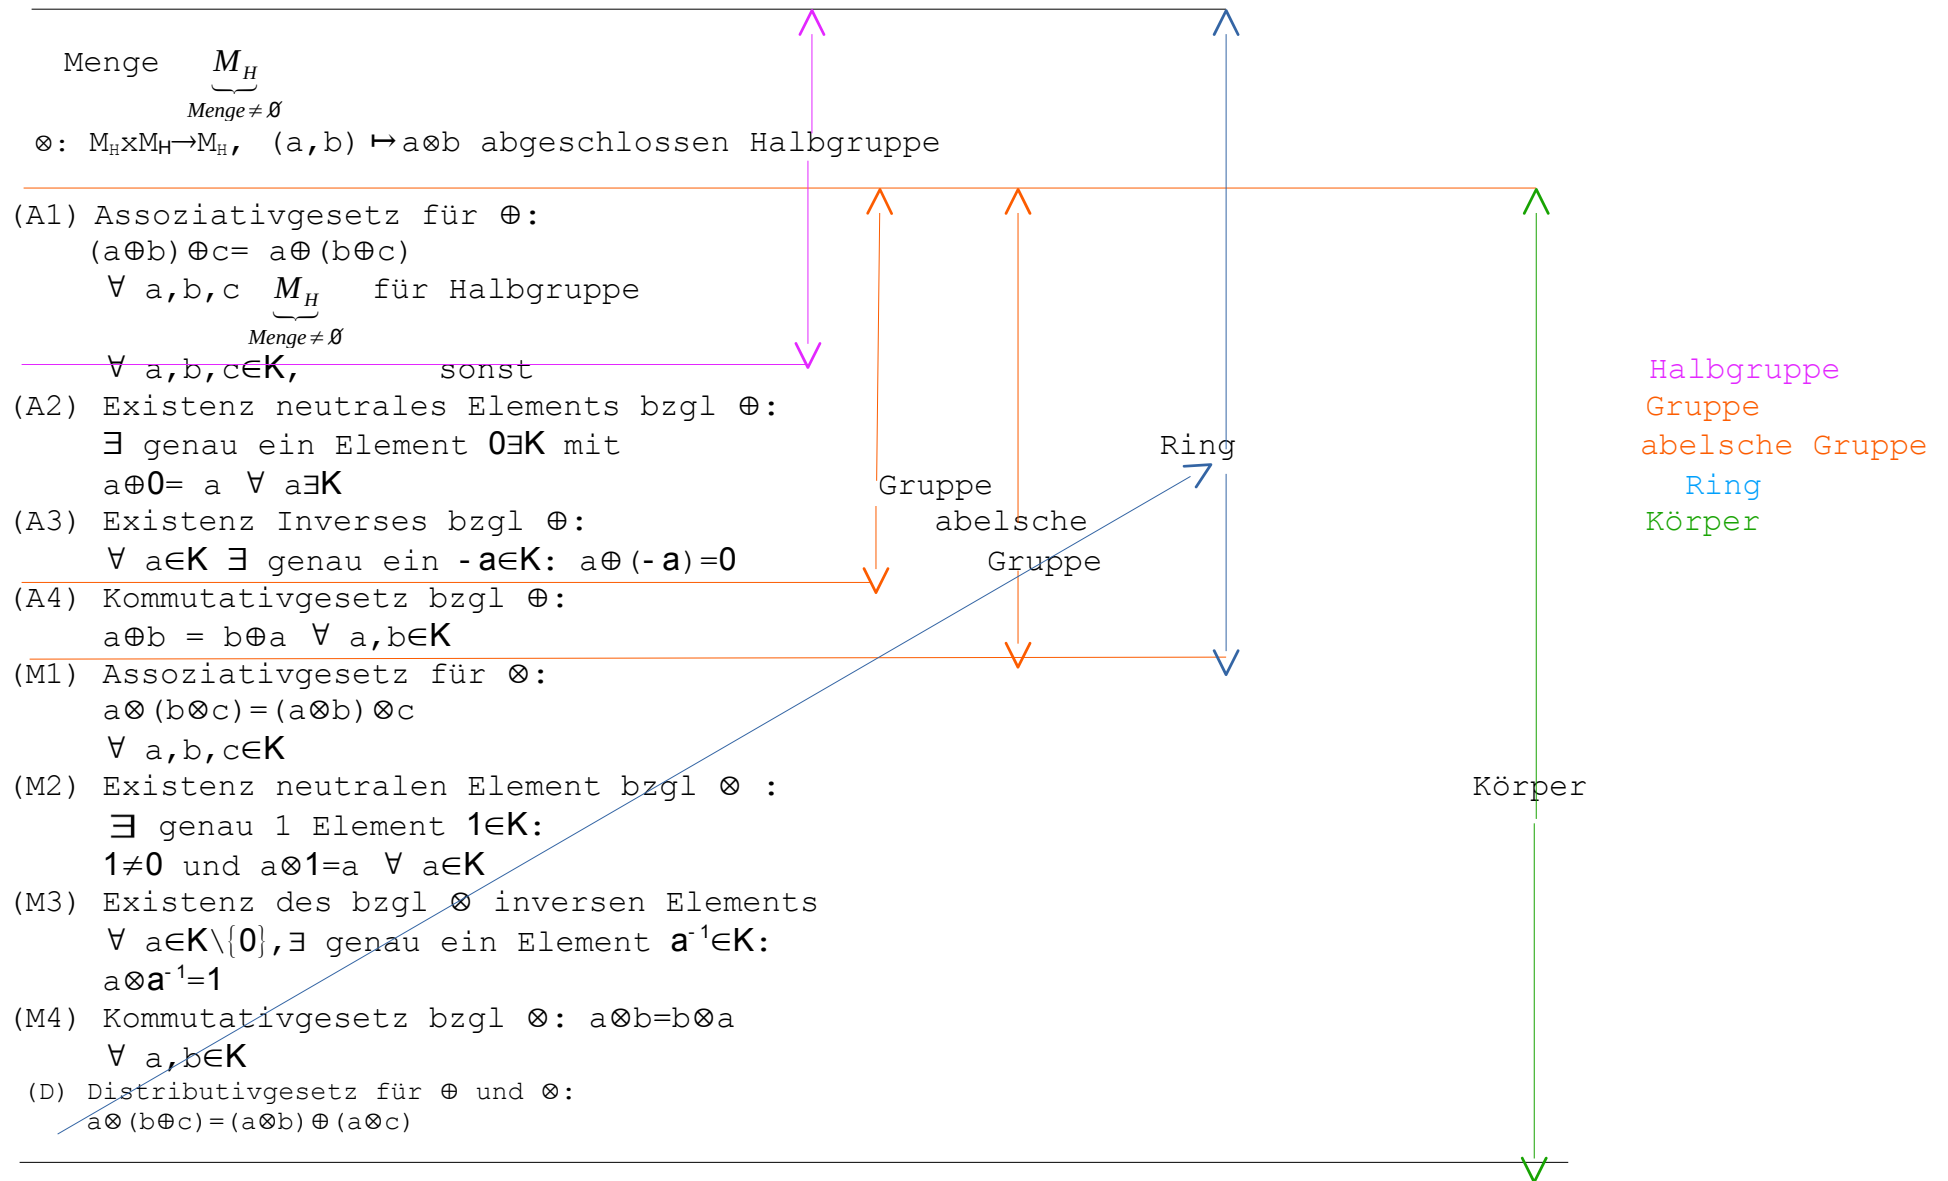 Menge M_H
Menge≠∅
⊗: M_HxM_H→M_H, (a,b) ↦a⊗b abgeschlossen Halbgruppe
(A1) Assoziativgesetz für ⊕:
(a⊕b)⊕c= a⊕(b⊕c)
∀ a,b,c M_H für Halbgruppe
Menge≠∅
∀ a,b,c∈K, sonst
(A2) Existenz neutrales Elements bzgl ⊕:
∃ genau ein Element 0∃K mit
a⊕0= a ∀ a∃K
(A3) Existenz Inverses bzgl ⊕:
∀ a∈K ∃ genau ein -a∈K: a⊕(-a)=0
(A4) Kommutativgesetz bzgl ⊕:
a⊕b = b⊕a ∀ a,b∈K
(M1) Assoziativgesetz für ⊗:
a⊗(b⊗c)=(a⊗b)⊗c
∀ a,b,c∈K
(M2) Existenz neutralen Element bzgl ⊗ :
∃ genau 1 Element 1∈K:
1≠0 und a⊗1=a ∀ a∈K
(M3) Existenz des bzgl ⊗ inversen Elements
∀ a∈K\{0},∃ genau ein Element a⁻¹∈K:
a⊗a⁻¹=1
(M4) Kommutativgesetz bzgl ⊗: a⊗b=b⊗a
∀ a,b∈K
(D) Distributivgesetz für ⊕ und ⊗:
a⊗(b⊕c)=(a⊗b)⊕(a⊗c)
Gruppe
abelsche
Gruppe
Ring
Körper
Halbgruppe
Gruppe
abelsche Gruppe
Ring
Körper